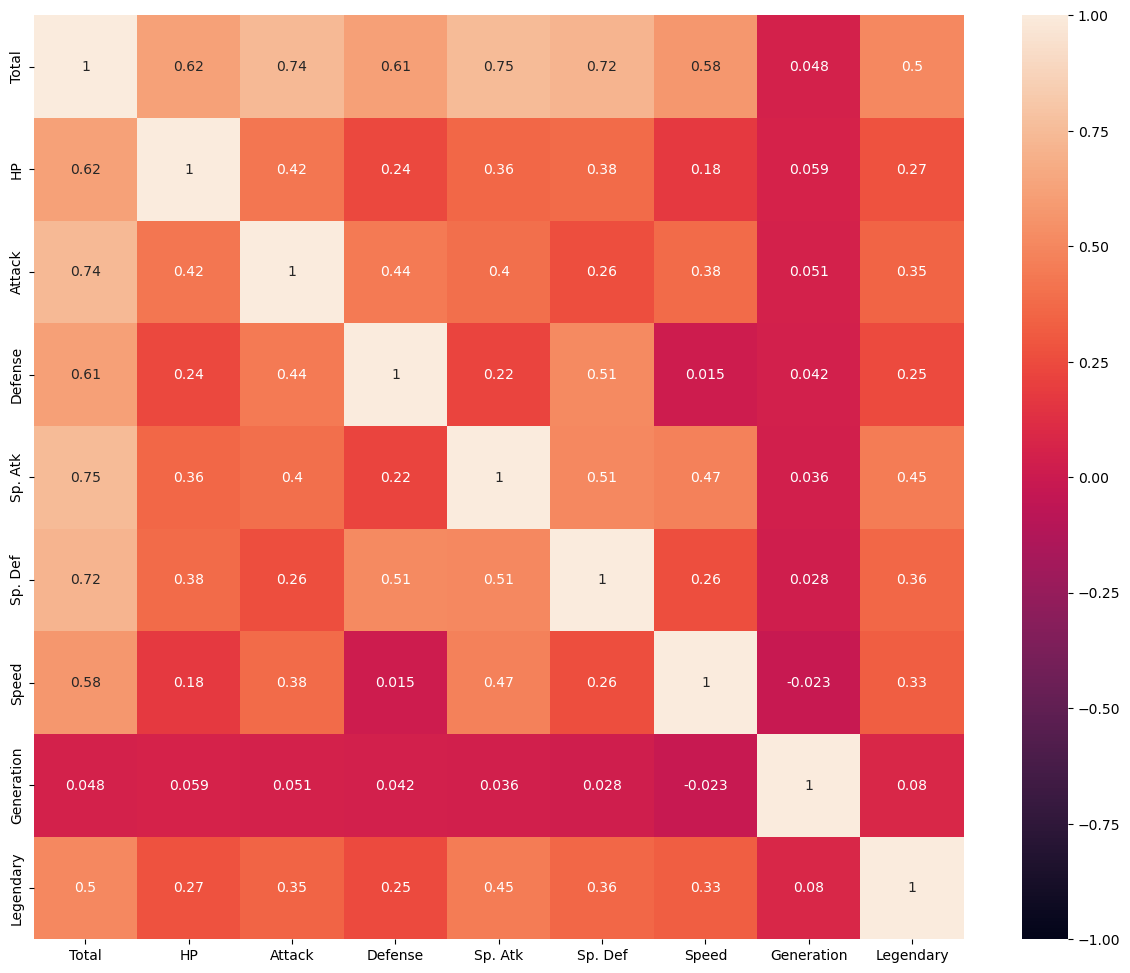 Total 1 0.62 0.74 0.61 0.75 0.72 0.58 0.048 0.5
HP 0.62 1 0.42 0.24 0.36 0.38 0.18 0.059 0.27
Attack 0.74 0.42 1 0.44 0.4 0.26 0.38 0.051 0.35
Defense 0.61 0.24 0.44 1 0.22 0.51 0.015 0.042 0.25
Sp. Atk 0.75 0.36 0.4 0.22 1 0.51 0.47 0.036 0.45
Sp. Def 0.72 0.38 0.26 0.51 0.51 1 0.26 0.028 0.36
Speed 0.58 0.18 0.38 0.015 0.47 0.26 1 -0.023 0.33
Generation 0.048 0.059 0.051 0.042 0.036 0.028 -0.023 1 0.08
Legendary 0.5 0.27 0.35 0.25 0.45 0.36 0.33 0.08 1
Total HP Attack Defense Sp. Atk Sp. Def Speed Generation Legendary
1.00
0.75
0.50
0.25
0.00
−0.25
−0.50
−0.75
−1.00